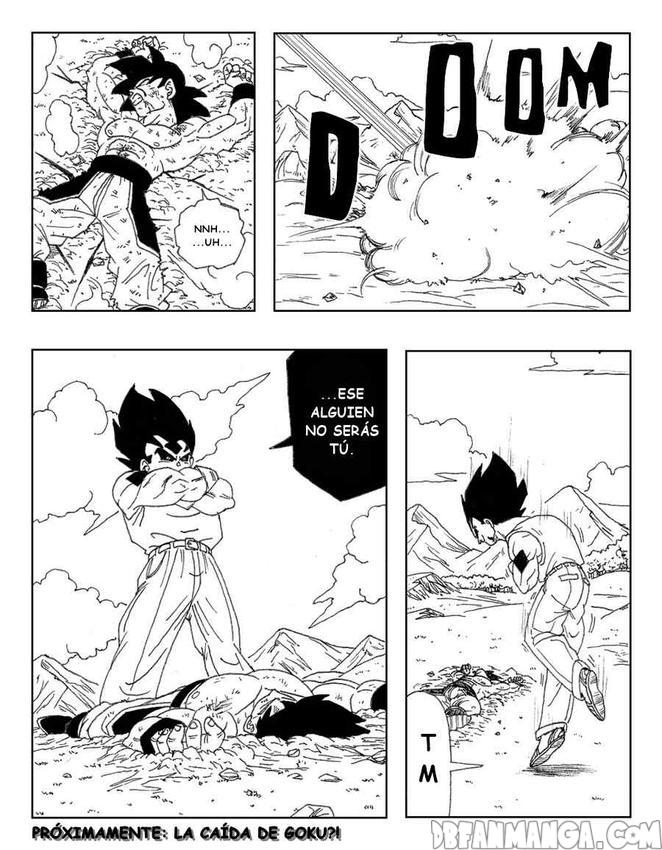 NNH...
...UH...
DOOM
...ESE
ALGUIEN
NO SERÁS
TÚ.
T
M
PRÓXIMAMENTE: LA CAÍDA DE GOKU?!
DBFANMANGA.COM